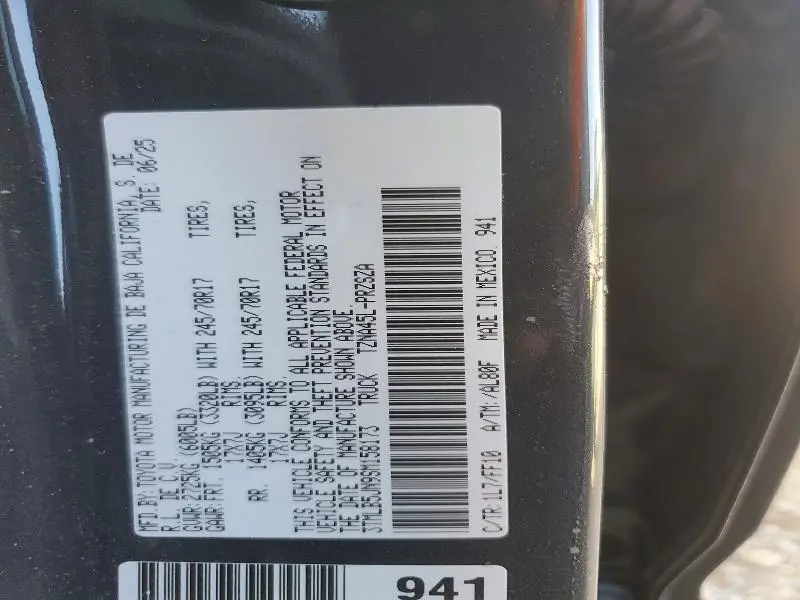 MFD.BY:TOYOTA MOTOR MANUFACTURING DE BAJA CALIFORNIA, S. DE
R.L. DE C.V. DATE: 06/25
GVWR: 2725KG (6005LB)
GAWR:FRT. 1505KG (3320LB) WITH 245/70R17 TIRES,
17X7J RIMS
RR. 1405KG (3095LB) WITH 245/70R17 TIRES,
17X7J RIMS
THIS VEHICLE CONFORMS TO ALL APPLICABLE FEDERAL MOTOR
VEHICLE SAFETY AND THEFT PREVENTION STANDARDS IN EFFECT ON
THE DATE OF MANUFACTURE SHOWN ABOVE.
3TMLB5JN9SM158173 TRUCK TZNA45L-PRZSZA
C/TR:1L7/FF10 A/TM:/AL80F MADE IN MEXICO 941
941